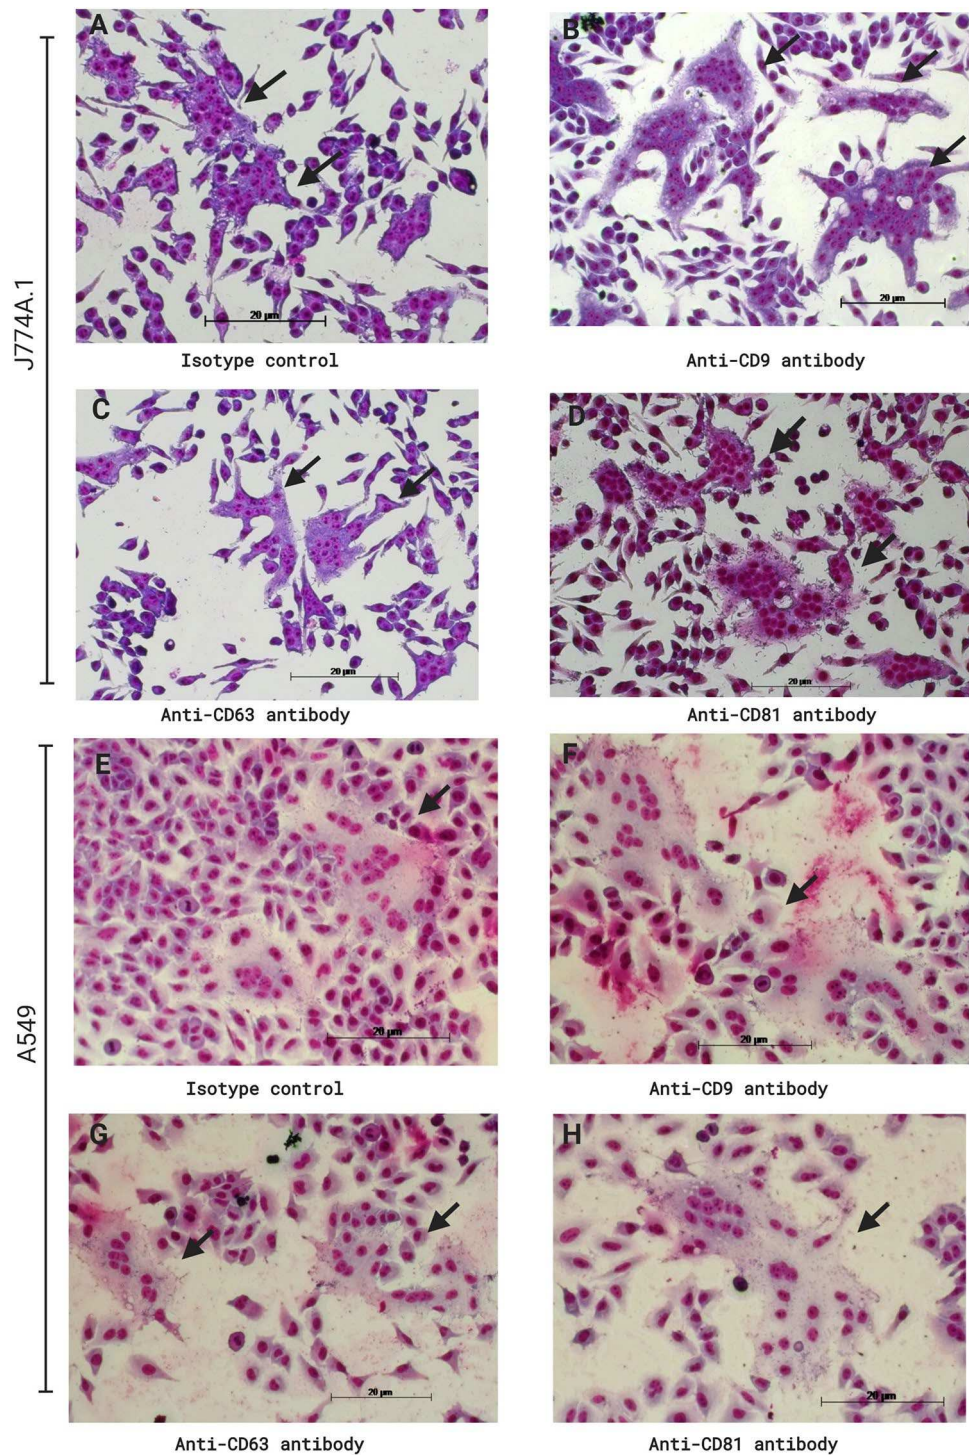 J774A.1
A
20 µm
Isotype control
B
20 µm
Anti-CD9 antibody
C
20 µm
Anti-CD63 antibody
D
20 µm
Anti-CD81 antibody
A549
E
20 µm
Isotype control
F
20 µm
Anti-CD9 antibody
G
20 µm
Anti-CD63 antibody
H
20 µm
Anti-CD81 antibody